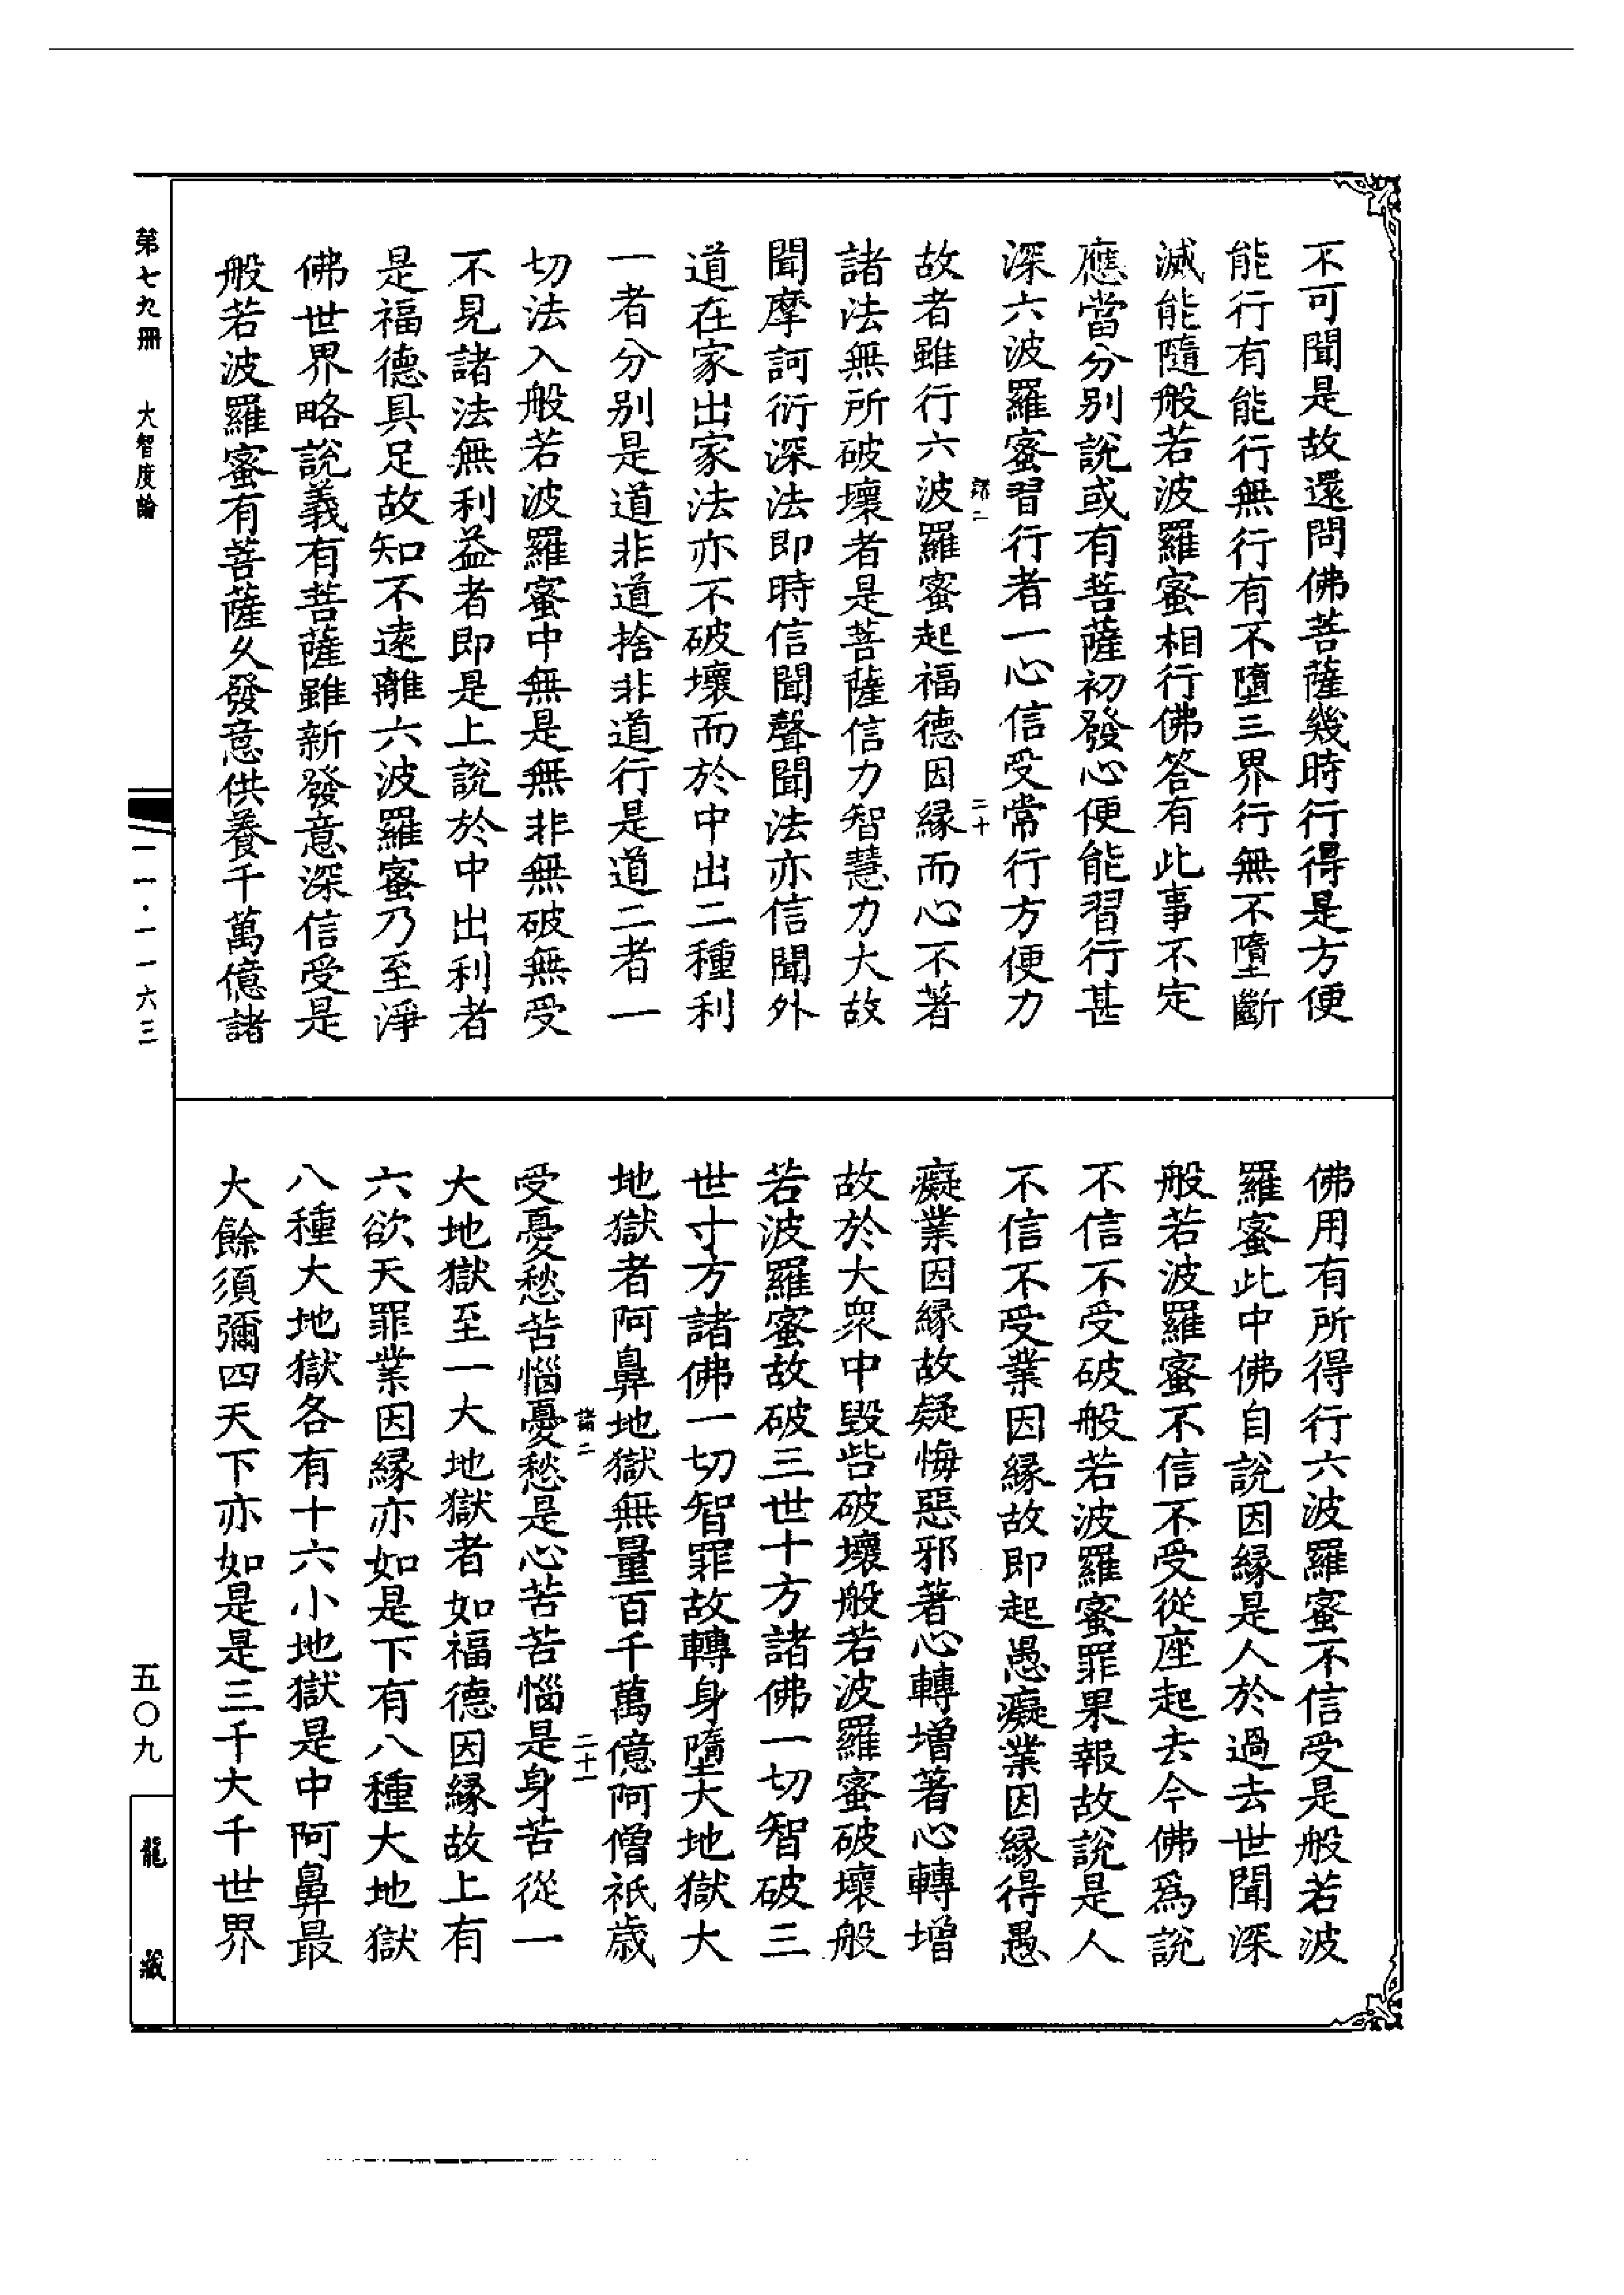 不可聞是故還問佛菩薩幾時行得是方便
能行有能行無行有不墮三界行無不墮斷
滅能隨般若波羅蜜相行佛答有此事不定
應當分別說或有菩薩初發心便能習行甚
深六波羅蜜習行者一心信受常行方便力
故者雖行六波羅蜜起福德因縁而心不著
諸法無所破壞者是菩薩信力智慧力大故
聞摩訶衍深法即時信聞聲聞法亦信聞外
道在家出家法亦不破壞而於中出二種利
一者分別是道非道捨非道行是道二者一
切法入般若波羅蜜中無是無非無破無受
不見諸法無利益者即是上說於中出利者
是福德具足故知不遠離六波羅蜜乃至淨
佛世界略說義有菩薩雖新發意深信受是
般若波羅蜜有菩薩久發意供養千萬億諸
二十
佛用有所得行六波羅蜜不信受是般若波
羅蜜此中佛自說因縁是人於過去世聞深
般若波羅蜜不信不受從座起去今佛爲說
不信不受破般若波羅蜜罪果報故說是人
不信不受業因縁故即起愚癡業因縁得愚
癡業因縁故疑悔惡邪著心轉增著心轉增
故於大衆中毀呰破壞般若波羅蜜破壞般
若波羅蜜故破三世十方諸佛一切智破三
世十方諸佛一切智罪故轉身墮大地獄大
地獄者阿鼻地獄無量百千萬億阿僧祇歳
受憂愁苦惱憂愁是心苦苦惱是身苦從一
大地獄至一大地獄者如福德因縁故上有
六欲天罪業因縁亦如是下有八種大地獄
八種大地獄各有十六小地獄是中阿鼻最
大餘須彌四天下亦如是是三千大千世界
諸二
二十一
第七九冊
大智度論
一一·一一六三
五〇九
龍藏